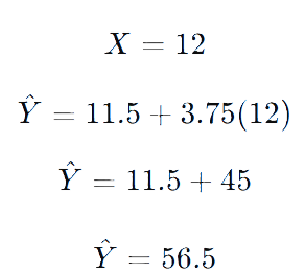 X = 12
Ŷ = 11.5 + 3.75(12)
Ŷ = 11.5 + 45
Ŷ = 56.5